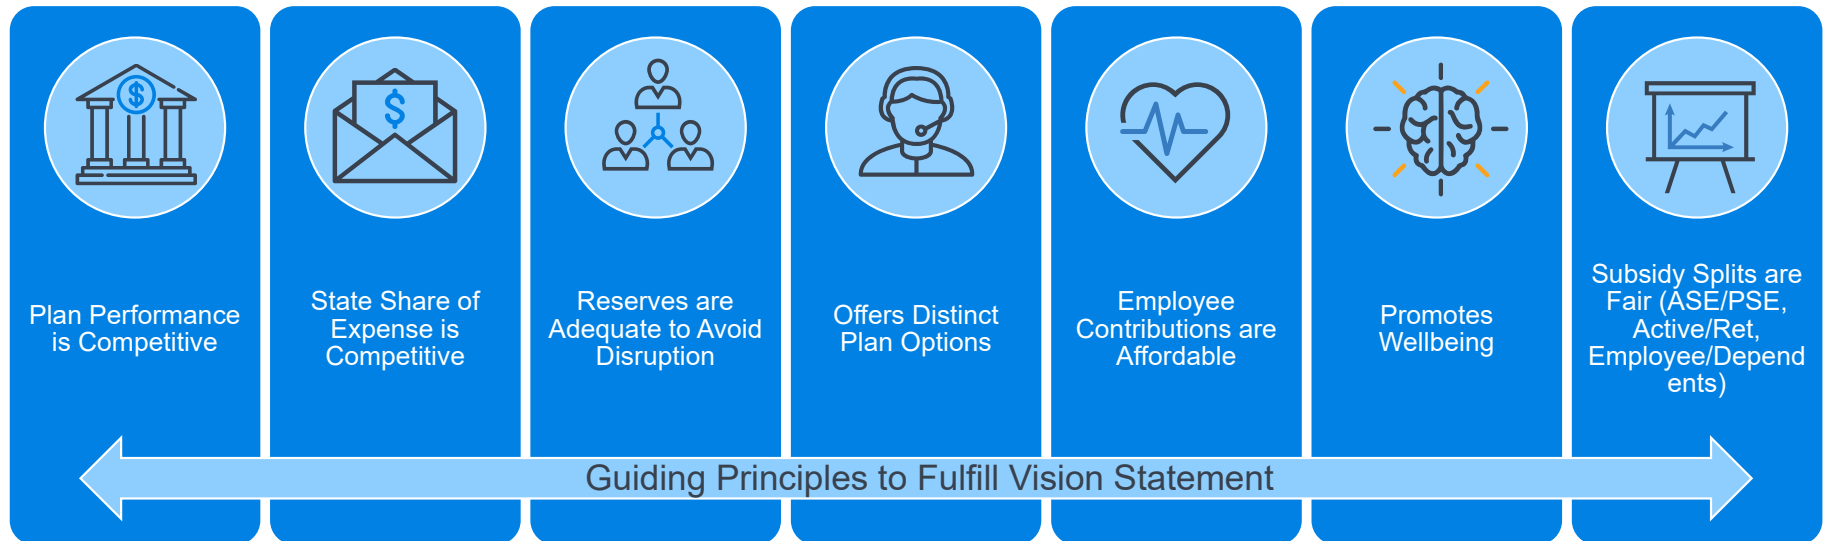 Plan Performance
is Competitive
State Share of
Expense is
Competitive
Reserves are
Adequate to Avoid
Disruption
Offers Distinct
Plan Options
Employee
Contributions are
Affordable
Promotes
Wellbeing
Subsidy Splits are
Fair (ASE/PSE,
Active/Ret,
Employee/Depend
ents)
Guiding Principles to Fulfill Vision Statement